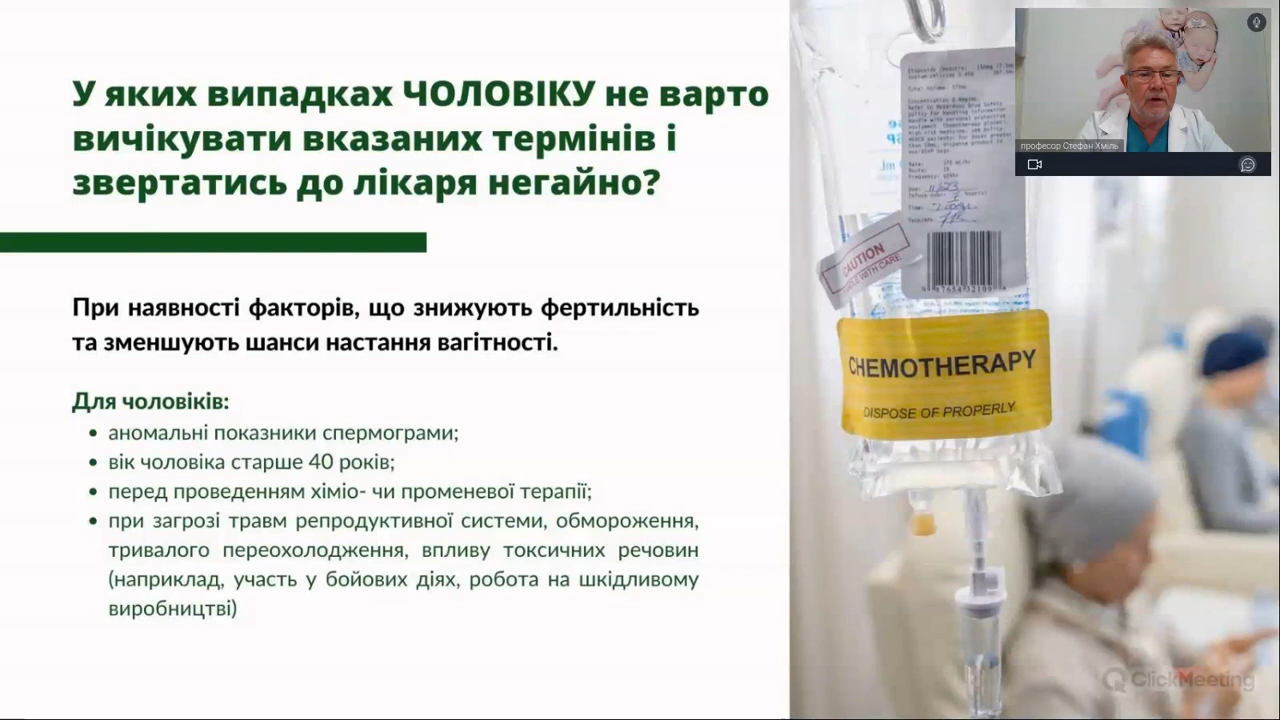 У яких випадках ЧОЛОВІКУ не варто
вичікувати вказаних термінів і
звертатись до лікаря негайно?
При наявності факторів, що знижують фертильність
та зменшують шанси настання вагітності.
Для чоловіків:
• аномальні показники спермограми;
• вік чоловіка старше 40 років;
• перед проведенням хіміо- чи променевої терапії;
• при загрозі травм репродуктивної системи, обмороження,
тривалого переохолодження, впливу токсичних речовин
(наприклад, участь у бойових діях, робота на шкідливому
виробництві)
професор Стефан Хміль
CAUTION
WITH CARE
CHEMOTHERAPY
DISPOSE OF PROPERLY
ClickMeeting